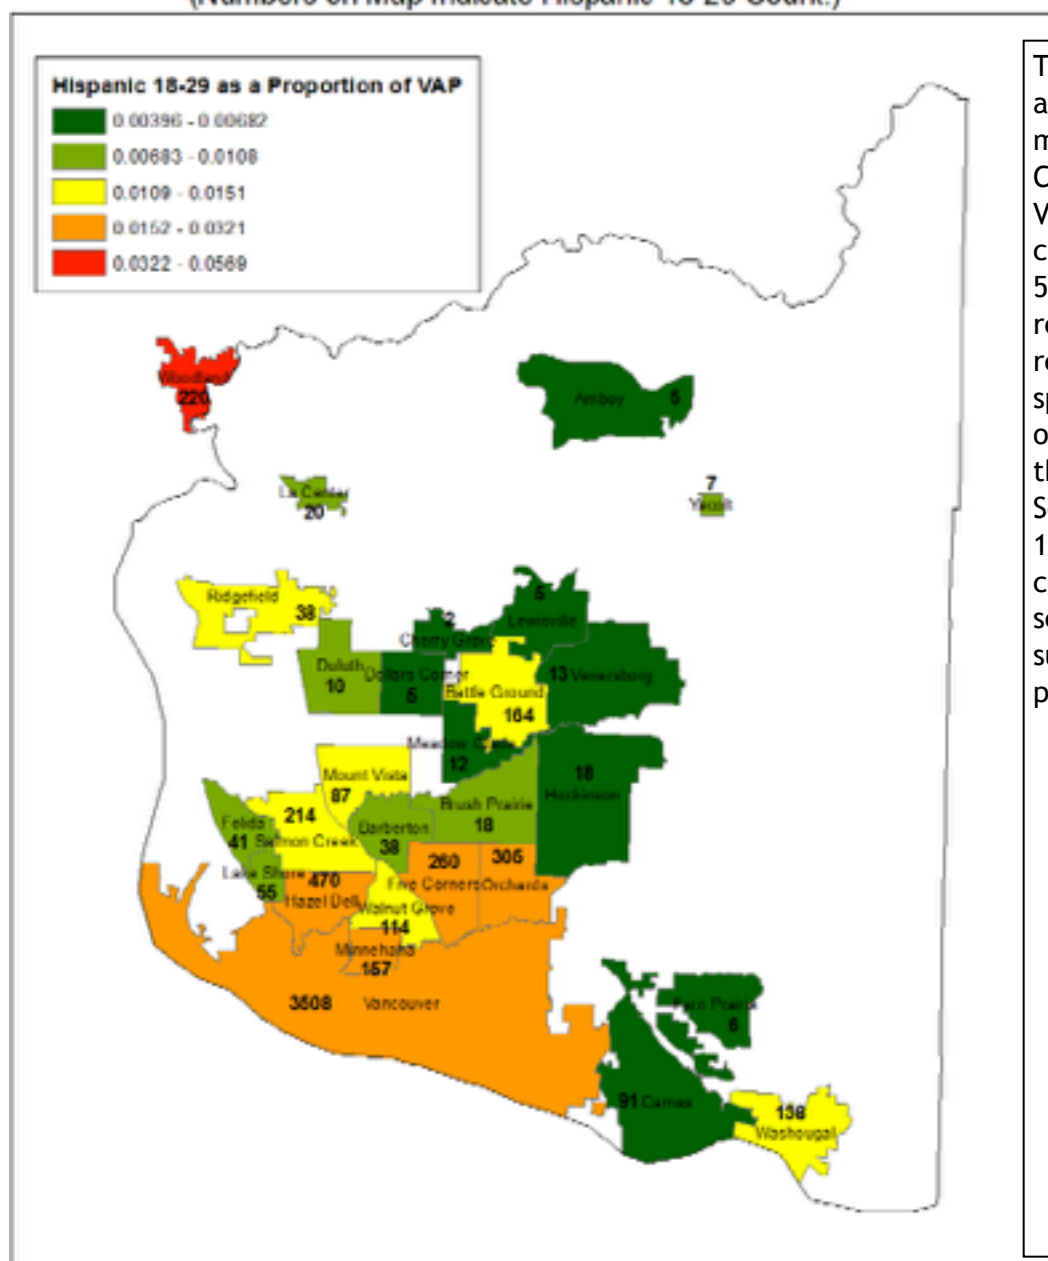 (Numbers on Map Indicate Hispanic 18-29 Count.)
Hispanic 18-29 as a Proportion of VAP
0.00396 - 0.00682
0.00683 - 0.0108
0.0109 - 0.0151
0.0152 - 0.0321
0.0322 - 0.0569
Woodland
220
Amboy
5
La Center
20
7
Yacolt
Ridgefield
38
5
Lewisville
2
Cherry Grove
Duluth
10
Dollars Corner
5
Battle Ground
164
13 Venersborg
Meadow Glade
12
18
Hockinson
Mount Vista
87
Brush Prairie
18
214
Salmon Creek
Felida
41
Barberton
38
Lake Shore
55
470
Hazel Dell
260
Five Corners
305
Orchards
Walnut Grove
114
Minnehaha
157
3508
Vancouver
Fern Prairie
6
91 Camas
138
Washougal
T
a
m
C
V
c
5
r
r
s
o
t
S
1
c
s
s
p